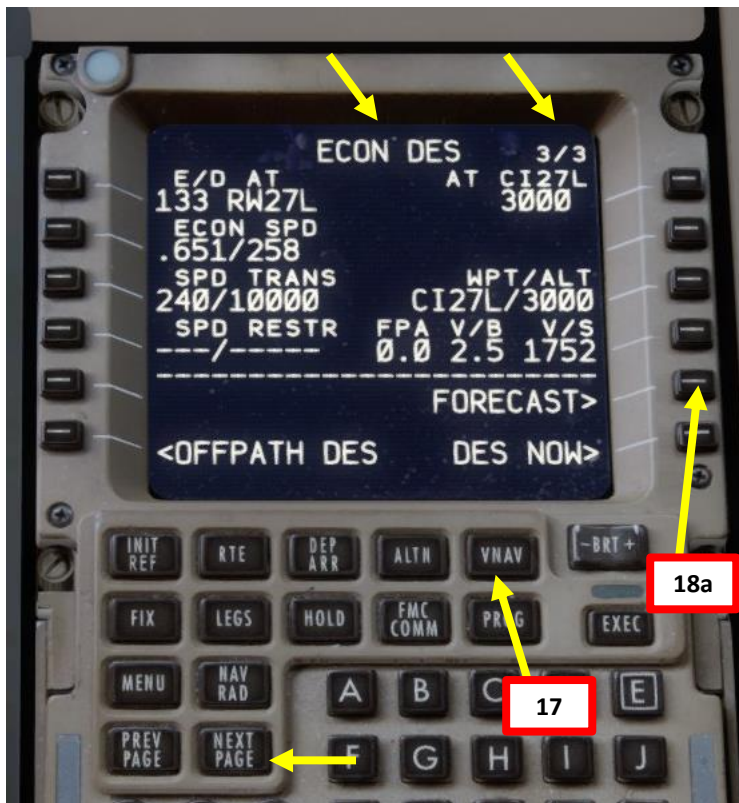 ECON DES 3/3
E/D AT AT CI27L
133 RW27L 3000
ECON SPD
.651/258
SPD TRANS WPT/ALT
240/10000 CI27L/3000
SPD RESTR FPA V/B V/S
---/----- 0.0 2.5 1752
--------------------------------
FORECAST>
<OFFPATH DES DES NOW>
INIT REF RTE DEP ARR ALTN VNAV -BRT+
18a
FIX LEGS HOLD FMC COMM PROG EXEC
MENU NAV RAD A B C E
17
PREV PAGE NEXT PAGE F G H I J